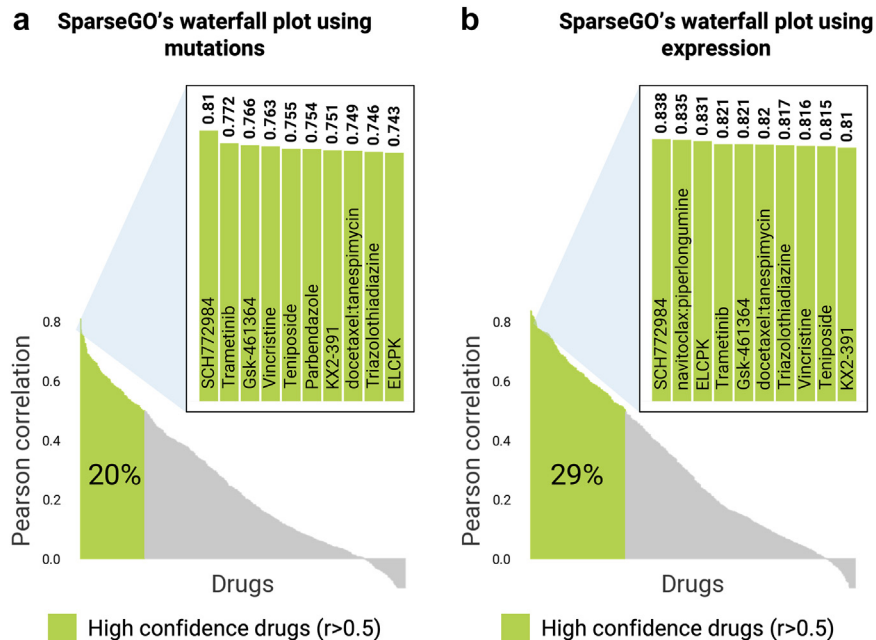 a
SparseGO's waterfall plot using
mutations
0.81
0.772
0.766
0.763
0.755
0.754
0.751
0.749
0.746
0.743
SCH772984
Trametinib
Gsk-461364
Vincristine
Teniposide
Parbendazole
KX2-391
docetaxel:tanespimycin
Triazolothiadiazine
ELCPK
Pearson correlation
0.8
0.6
0.4
0.2
0.0
20%
Drugs
High confidence drugs (r>0.5)
b
SparseGO's waterfall plot using
expression
0.838
0.835
0.831
0.821
0.821
0.82
0.817
0.816
0.815
0.81
SCH772984
navitoclax:piperlongumine
ELCPK
Trametinib
Gsk-461364
docetaxel:tanespimycin
Triazolothiadiazine
Vincristine
Teniposide
KX2-391
Pearson correlation
0.8
0.6
0.4
0.2
0.0
29%
Drugs
High confidence drugs (r>0.5)